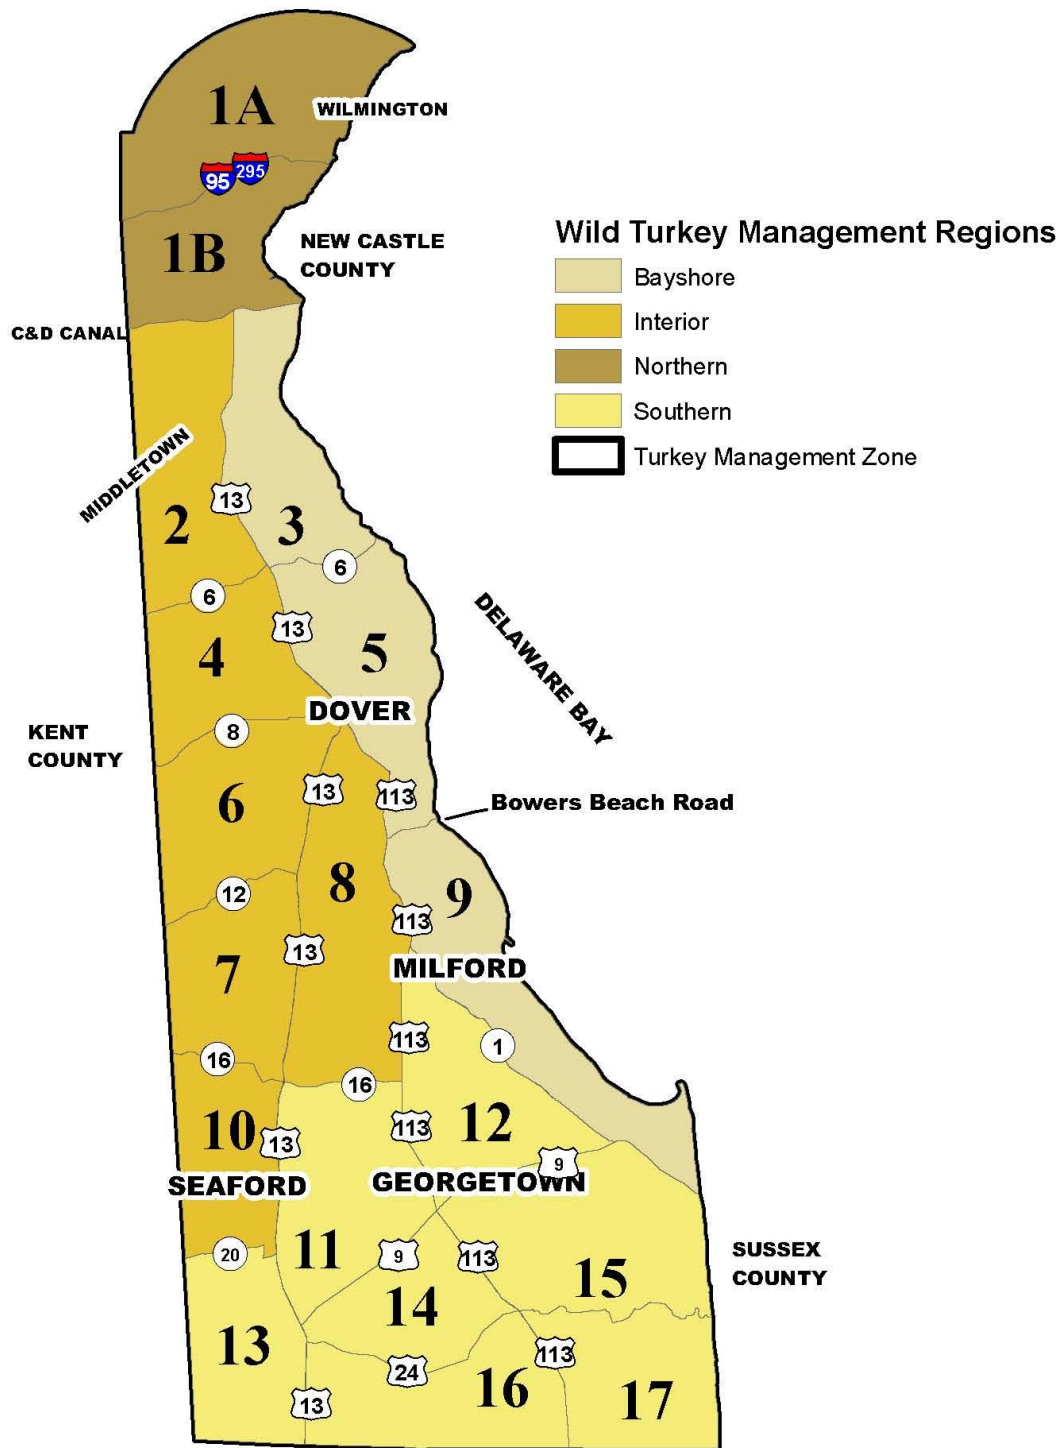 1A
WILMINGTON
95
295
1B
NEW CASTLE
COUNTY
Wild Turkey Management Regions
Bayshore
Interior
Northern
Southern
Turkey Management Zone
C&D CANAL
MIDDLETOWN
13
2
3
6
6
13
4
5
DELAWARE BAY
DOVER
KENT
COUNTY
8
13
113
6
Bowers Beach Road
8
12
9
113
13
7
MILFORD
113
1
16
16
10
13
113
12
9
SEAFORD
GEORGETOWN
11
20
9
113
15
SUSSEX
COUNTY
14
13
113
24
16
17
13